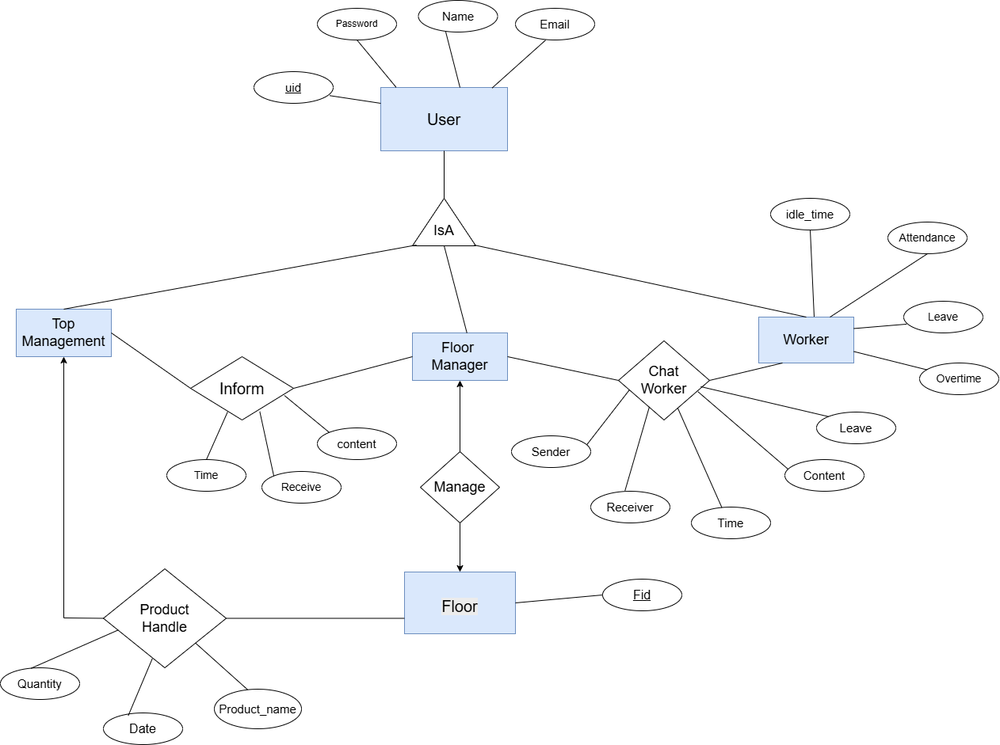 Name
Password
Email
uid
User
idle_time
IsA
Attendance
Leave
Top
Management
Floor
Manager
Worker
Chat
Worker
Overtime
Inform
Leave
content
Sender
Time
Receive
Manage
Content
Receiver
Time
Floor
Fid
Product
Handle
Quantity
Product_name
Date